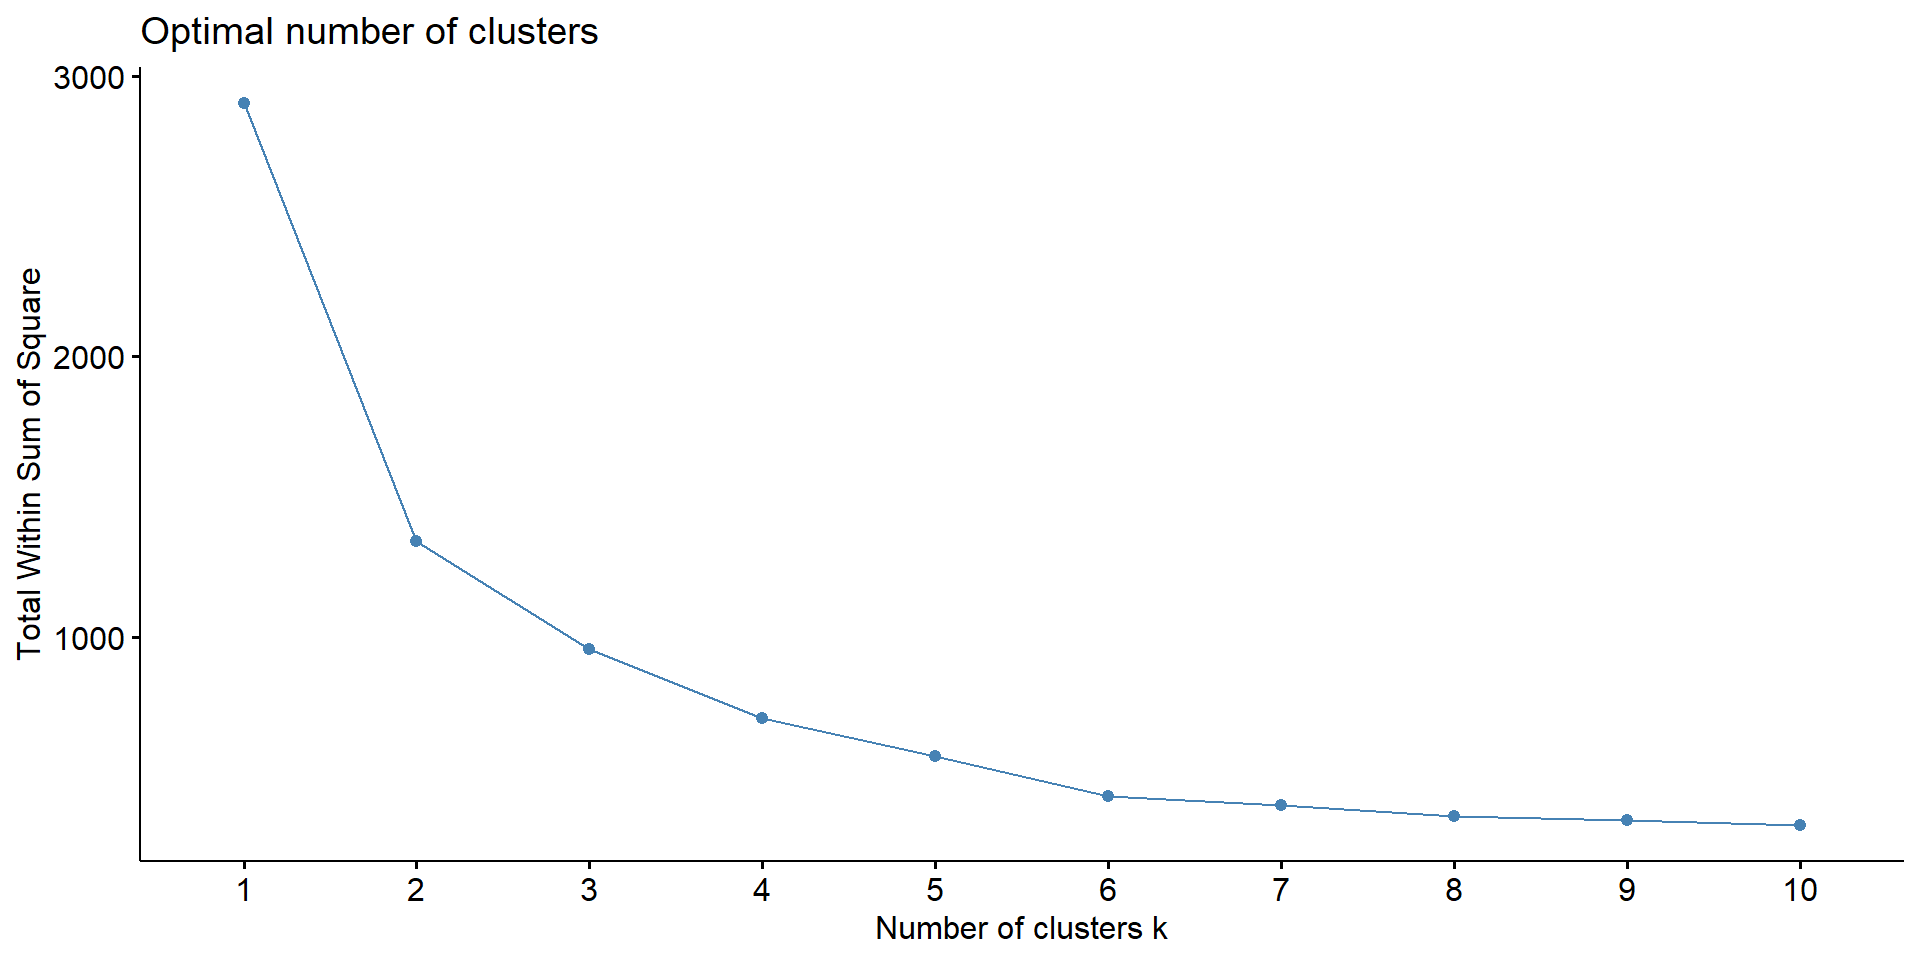 Optimal number of clusters
Total Within Sum of Square
3000
2000
1000
1 2 3 4 5 6 7 8 9 10
Number of clusters k